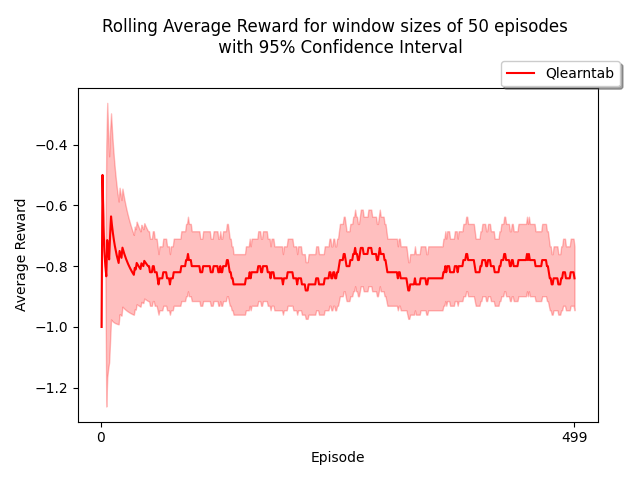 Rolling Average Reward for window sizes of 50 episodes
with 95% Confidence Interval
Qlearntab
−0.4
−0.6
−0.8
−1.0
−1.2
Average Reward
0
499
Episode